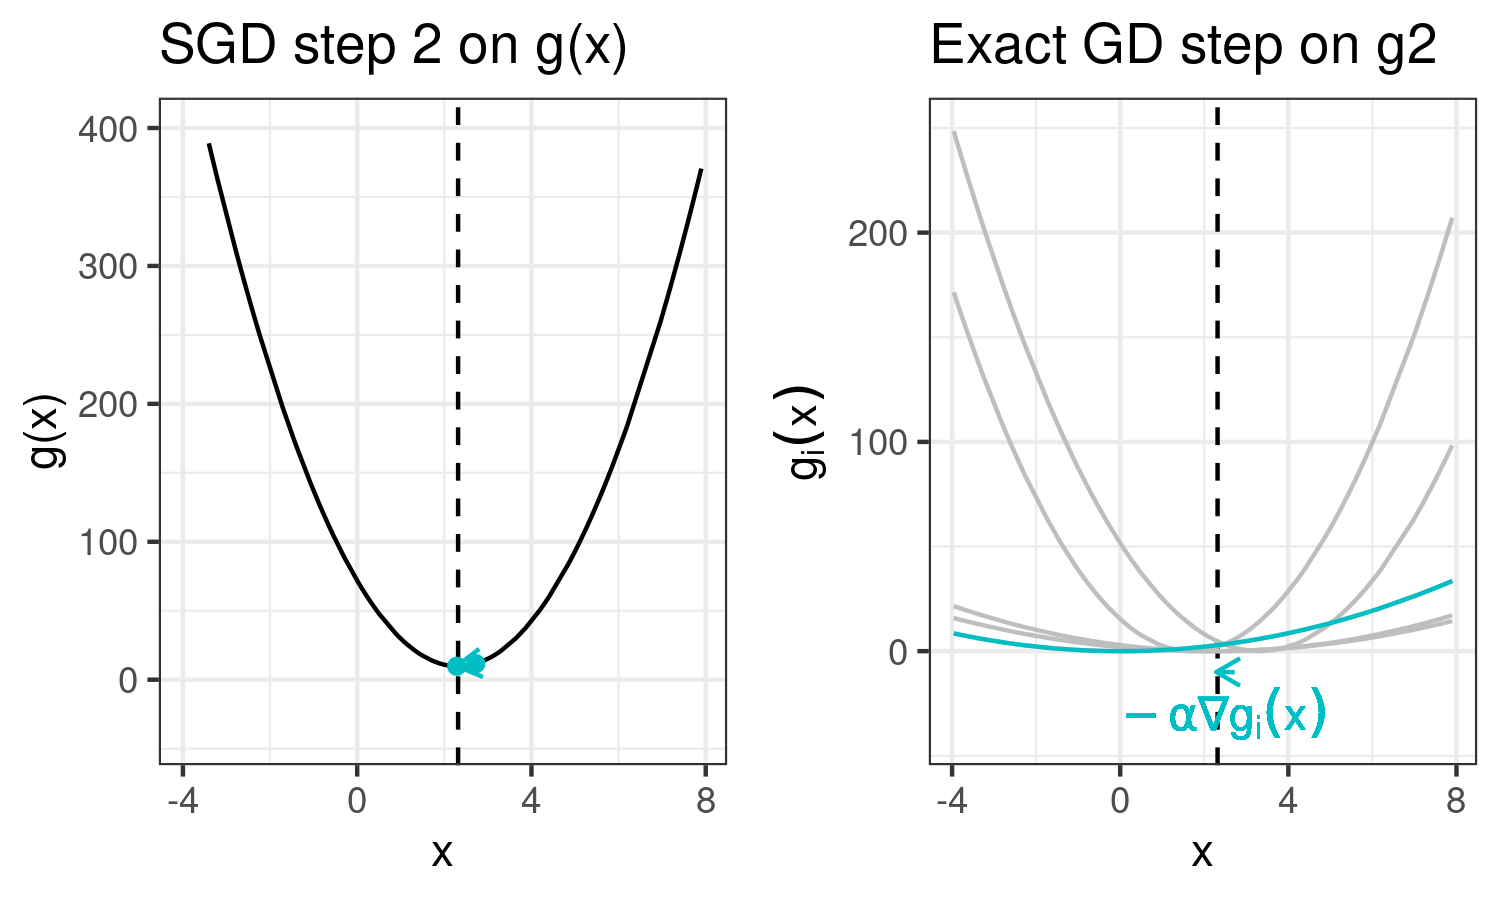 SGD step 2 on g(x)
400
300
200
100
0
g(x)
-4 0 4 8
x
Exact GD step on g2
200
100
0
gᵢ(x)
− α∇gᵢ(x)
-4 0 4 8
x